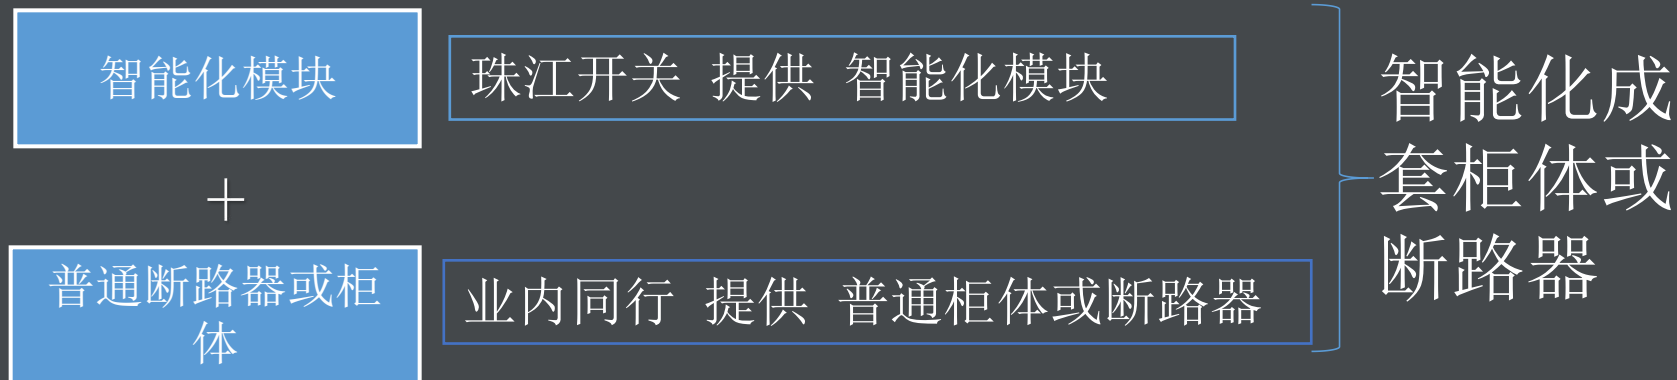 智能化模块
珠江开关 提供 智能化模块
+
普通断路器或柜
体
业内同行 提供 普通柜体或断路器
智能化成
套柜体或
断路器